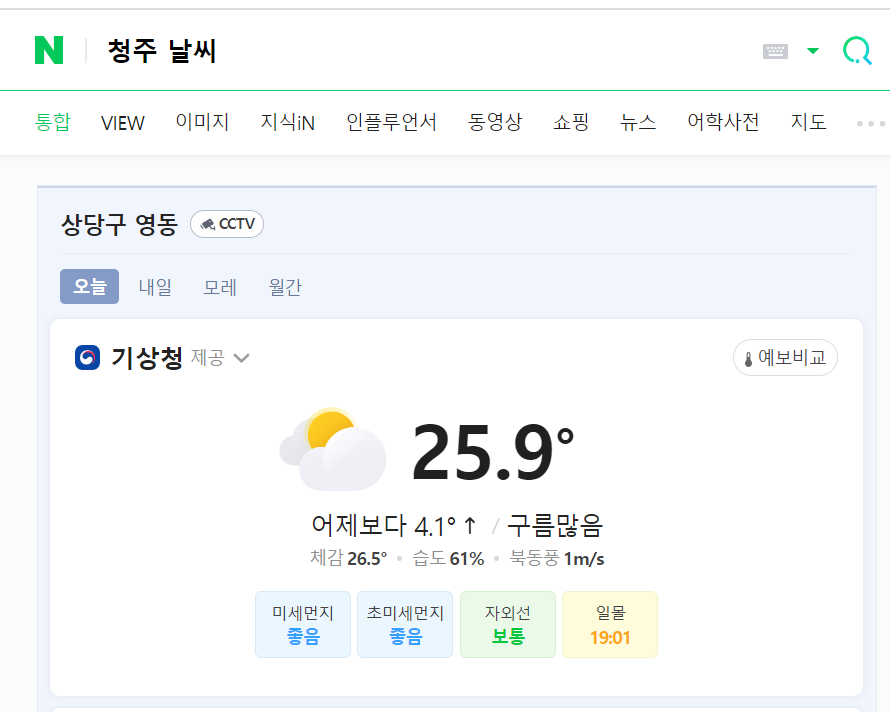 N 청주 날씨
통합 VIEW 이미지 지식iN 인플루언서 동영상 쇼핑 뉴스 어학사전 지도
상당구 영동 CCTV
오늘 내일 모레 월간
기상청 제공 예보비교
25.9°
어제보다 4.1° ↑ / 구름많음
체감 26.5° • 습도 61% • 북동풍 1m/s
미세먼지 초미세먼지 자외선 일몰
좋음 좋음 보통 19:01